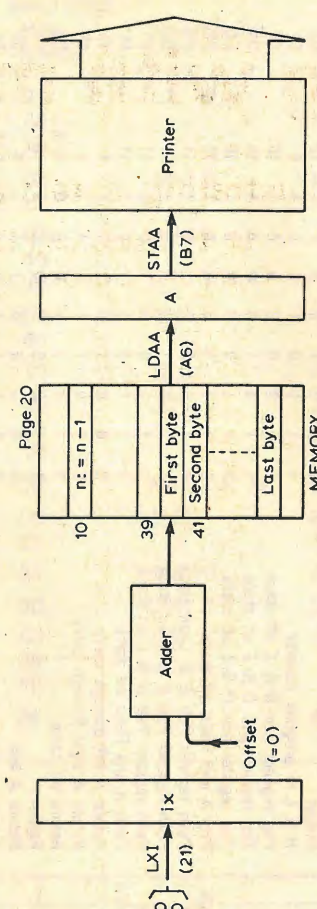 LXI
(21)
ix
Adder
Offset
(=0)
Page 20
10
n: = n−1
39
First byte
41
Second byte
Last byte
MEMORY
LDAA
(A6)
A
STAA
(B7)
Printer